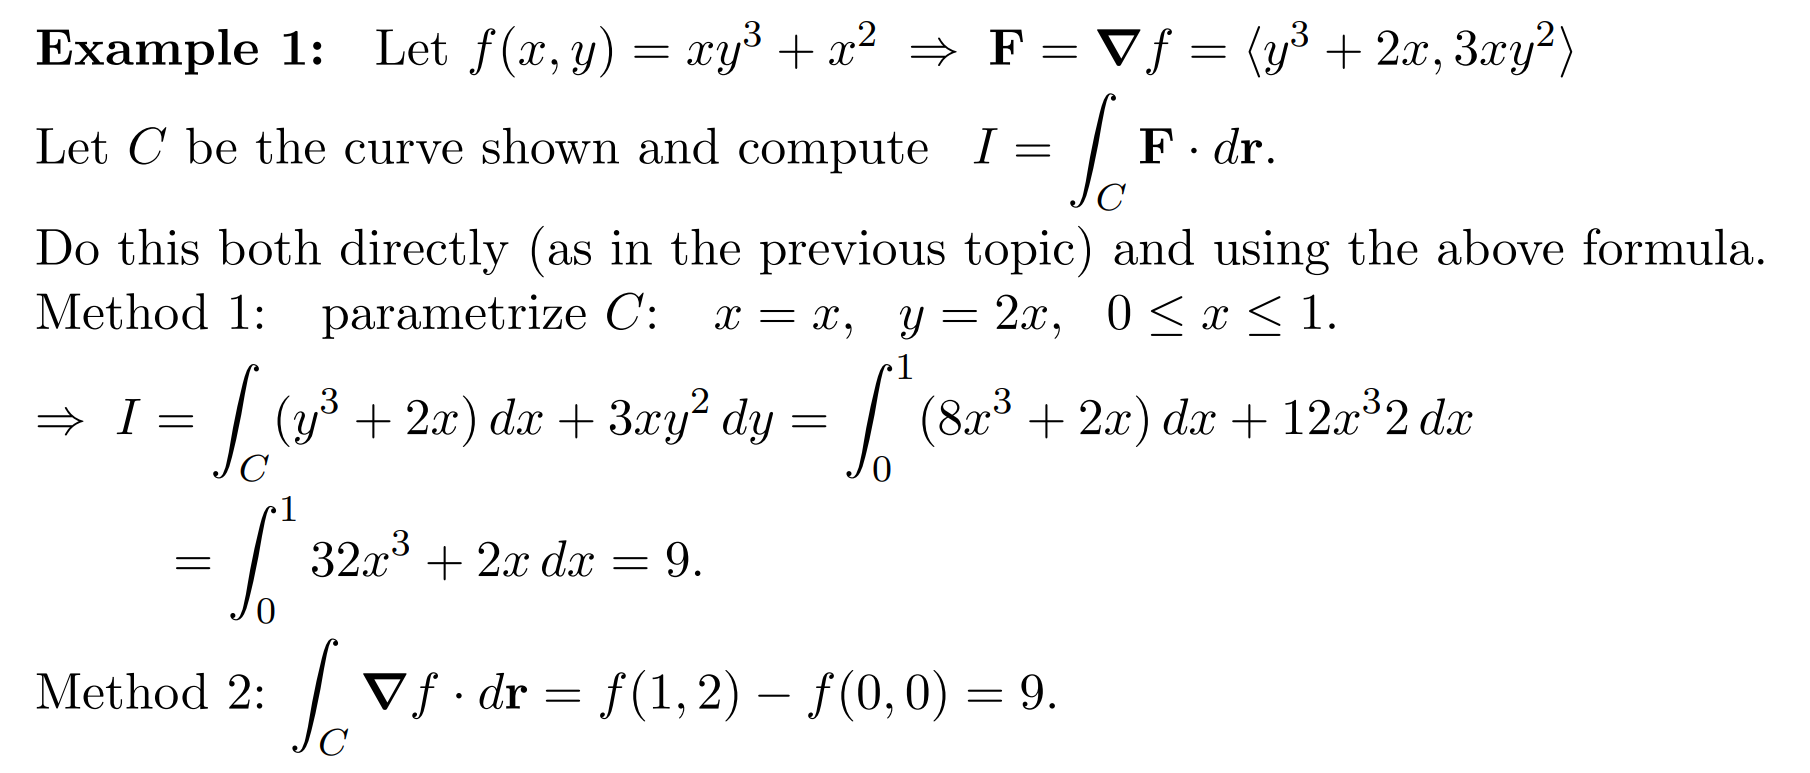 Example 1: Let f(x, y) = xy³ + x² ⇒ F = ∇f = ⟨y³ + 2x, 3xy²⟩
Let C be the curve shown and compute I = ∫_C F · dr.
Do this both directly (as in the previous topic) and using the above formula.
Method 1: parametrize C: x = x, y = 2x, 0 ≤ x ≤ 1.
⇒ I = ∫_C (y³ + 2x) dx + 3xy² dy = ∫_0^1 (8x³ + 2x) dx + 12x³2 dx
= ∫_0^1 32x³ + 2x dx = 9.
Method 2: ∫_C ∇f · dr = f(1, 2) − f(0, 0) = 9.